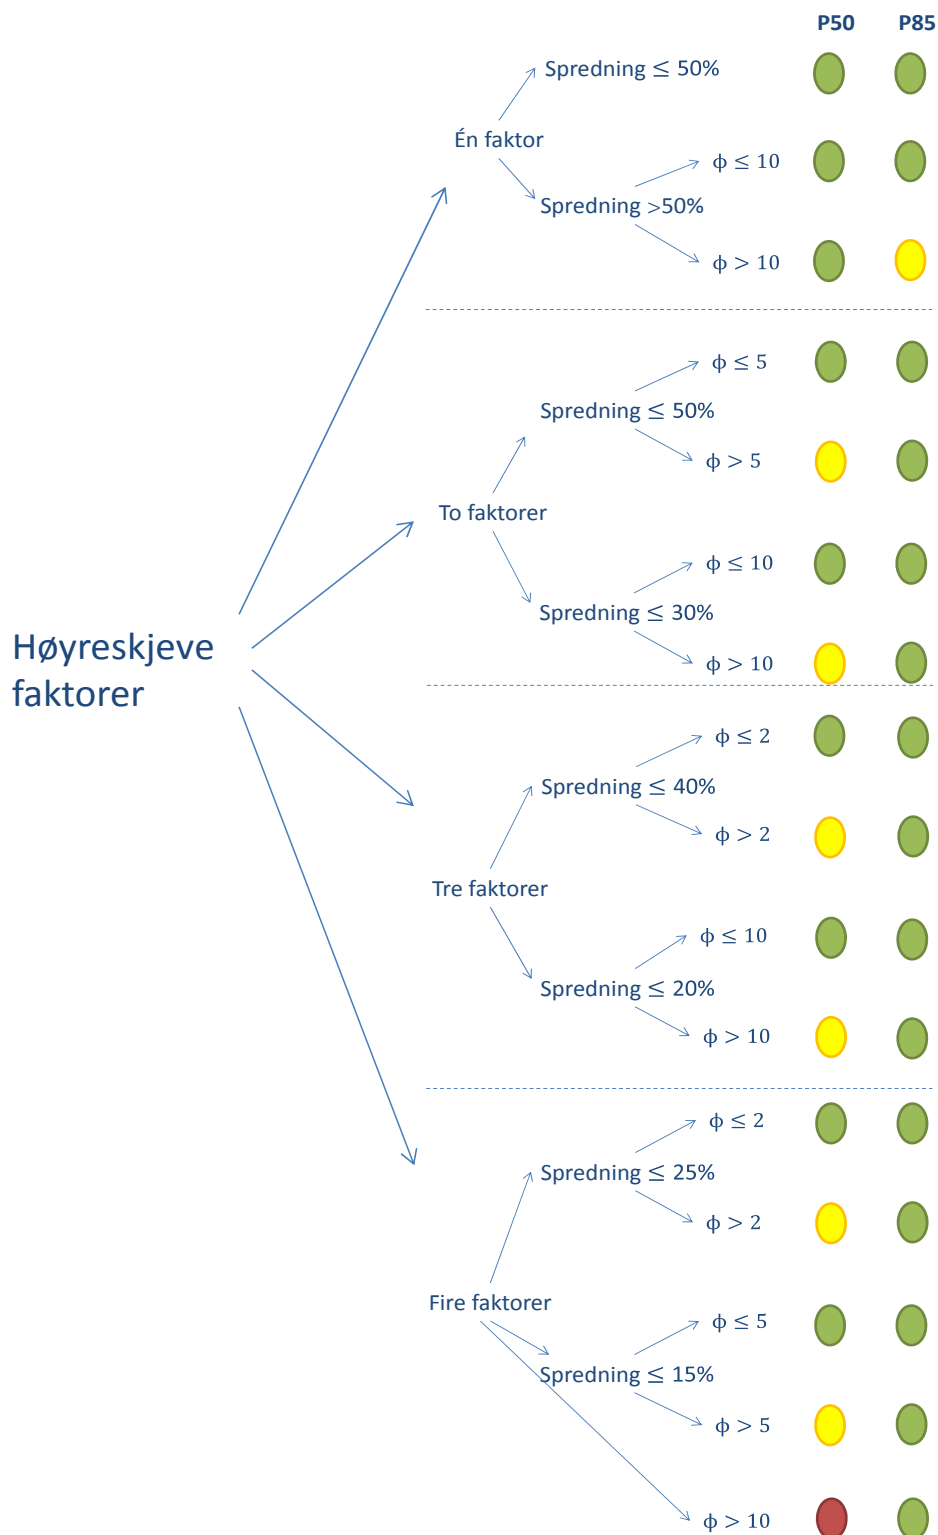 P50 P85
Spredning ≤ 50%
Én faktor
ϕ ≤ 10
Spredning >50%
ϕ > 10
ϕ ≤ 5
Spredning ≤ 50%
ϕ > 5
To faktorer
ϕ ≤ 10
Spredning ≤ 30%
ϕ > 10
Høyreskjeve
faktorer
ϕ ≤ 2
Spredning ≤ 40%
ϕ > 2
Tre faktorer
ϕ ≤ 10
Spredning ≤ 20%
ϕ > 10
ϕ ≤ 2
Spredning ≤ 25%
ϕ > 2
Fire faktorer
ϕ ≤ 5
Spredning ≤ 15%
ϕ > 5
ϕ > 10